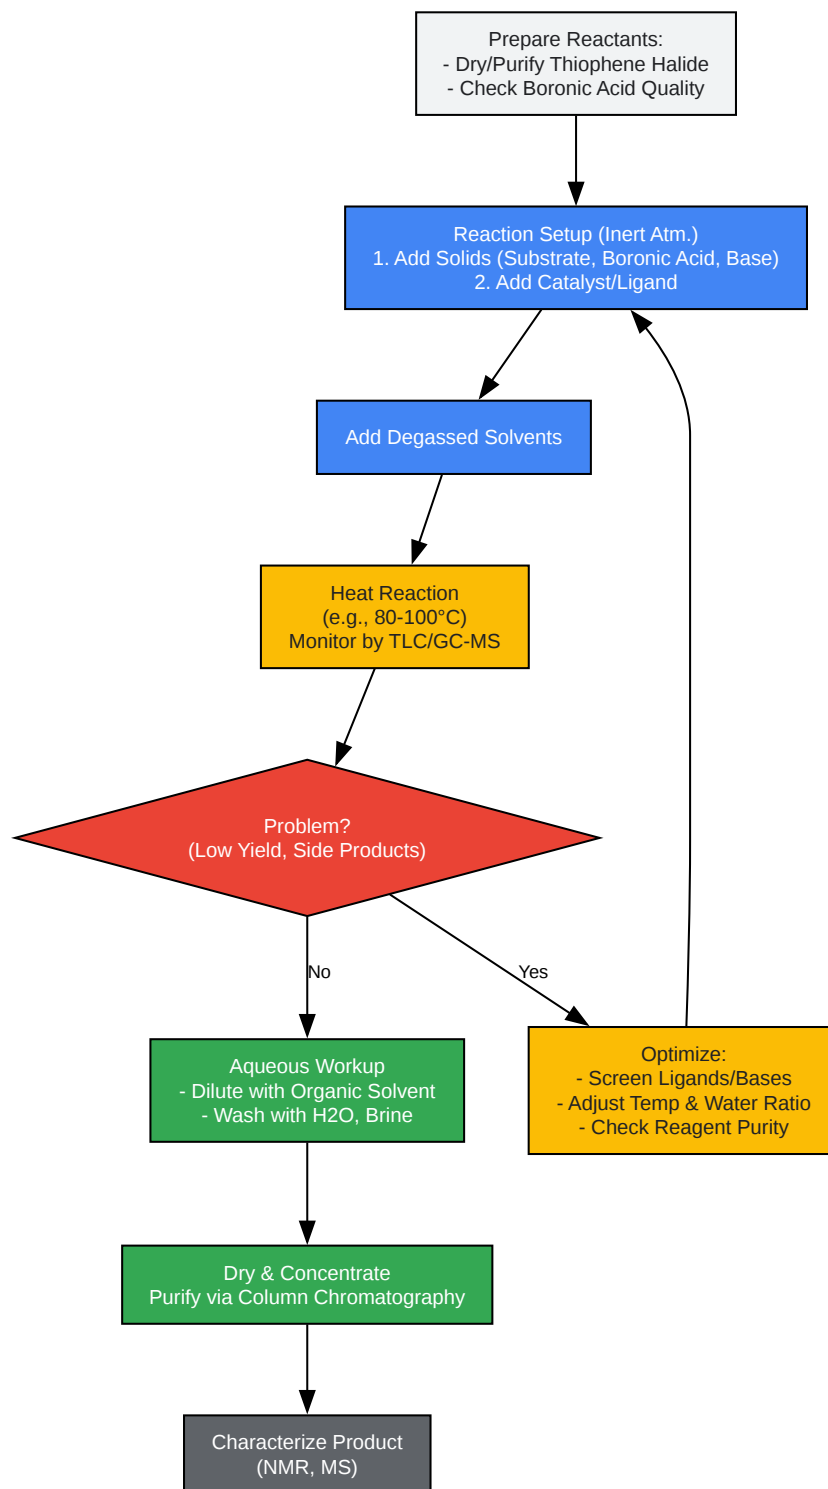 Prepare Reactants:
- Dry/Purify Thiophene Halide
- Check Boronic Acid Quality
Reaction Setup (Inert Atm.)
1. Add Solids (Substrate, Boronic Acid, Base)
2. Add Catalyst/Ligand
Add Degassed Solvents
Heat Reaction
(e.g., 80-100°C)
Monitor by TLC/GC-MS
Problem?
(Low Yield, Side Products)
No
Yes
Aqueous Workup
- Dilute with Organic Solvent
- Wash with H2O, Brine
Optimize:
- Screen Ligands/Bases
- Adjust Temp & Water Ratio
- Check Reagent Purity
Dry & Concentrate
Purify via Column Chromatography
Characterize Product
(NMR, MS)